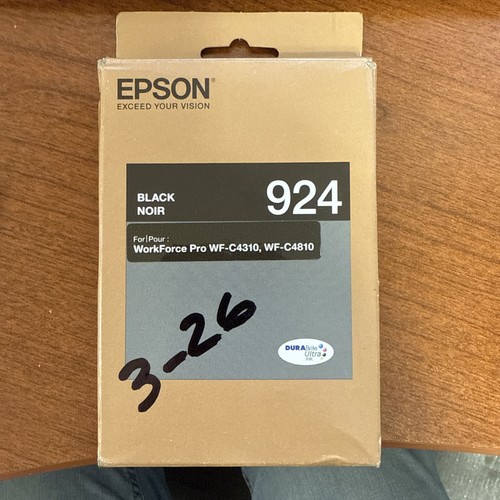 EPSON®
EXCEED YOUR VISION
BLACK
NOIR
924
For|Pour :
WorkForce Pro WF-C4310, WF-C4810
3-26
DURABrite
Ultra